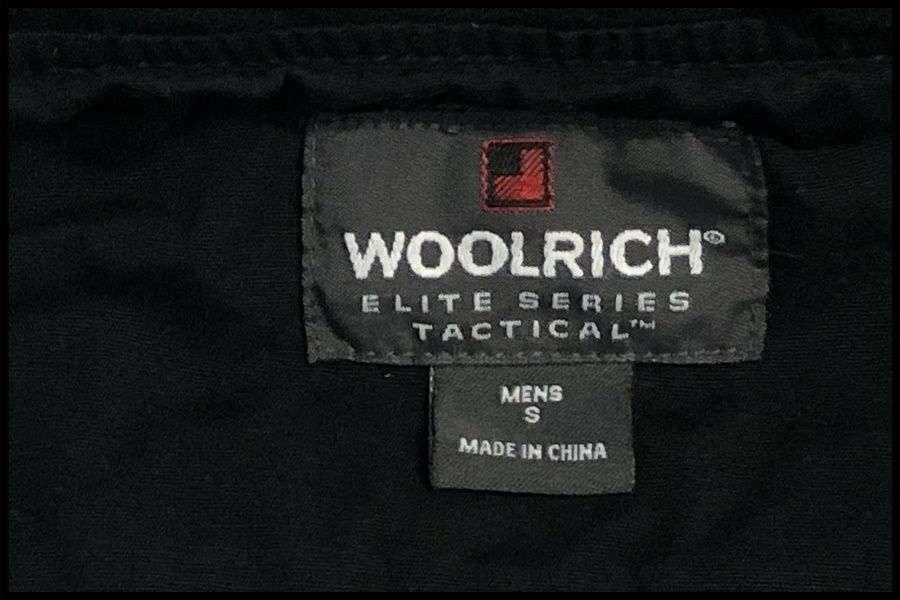 WOOLRICH®
ELITE SERIES
TACTICAL™
MENS
S
MADE IN CHINA